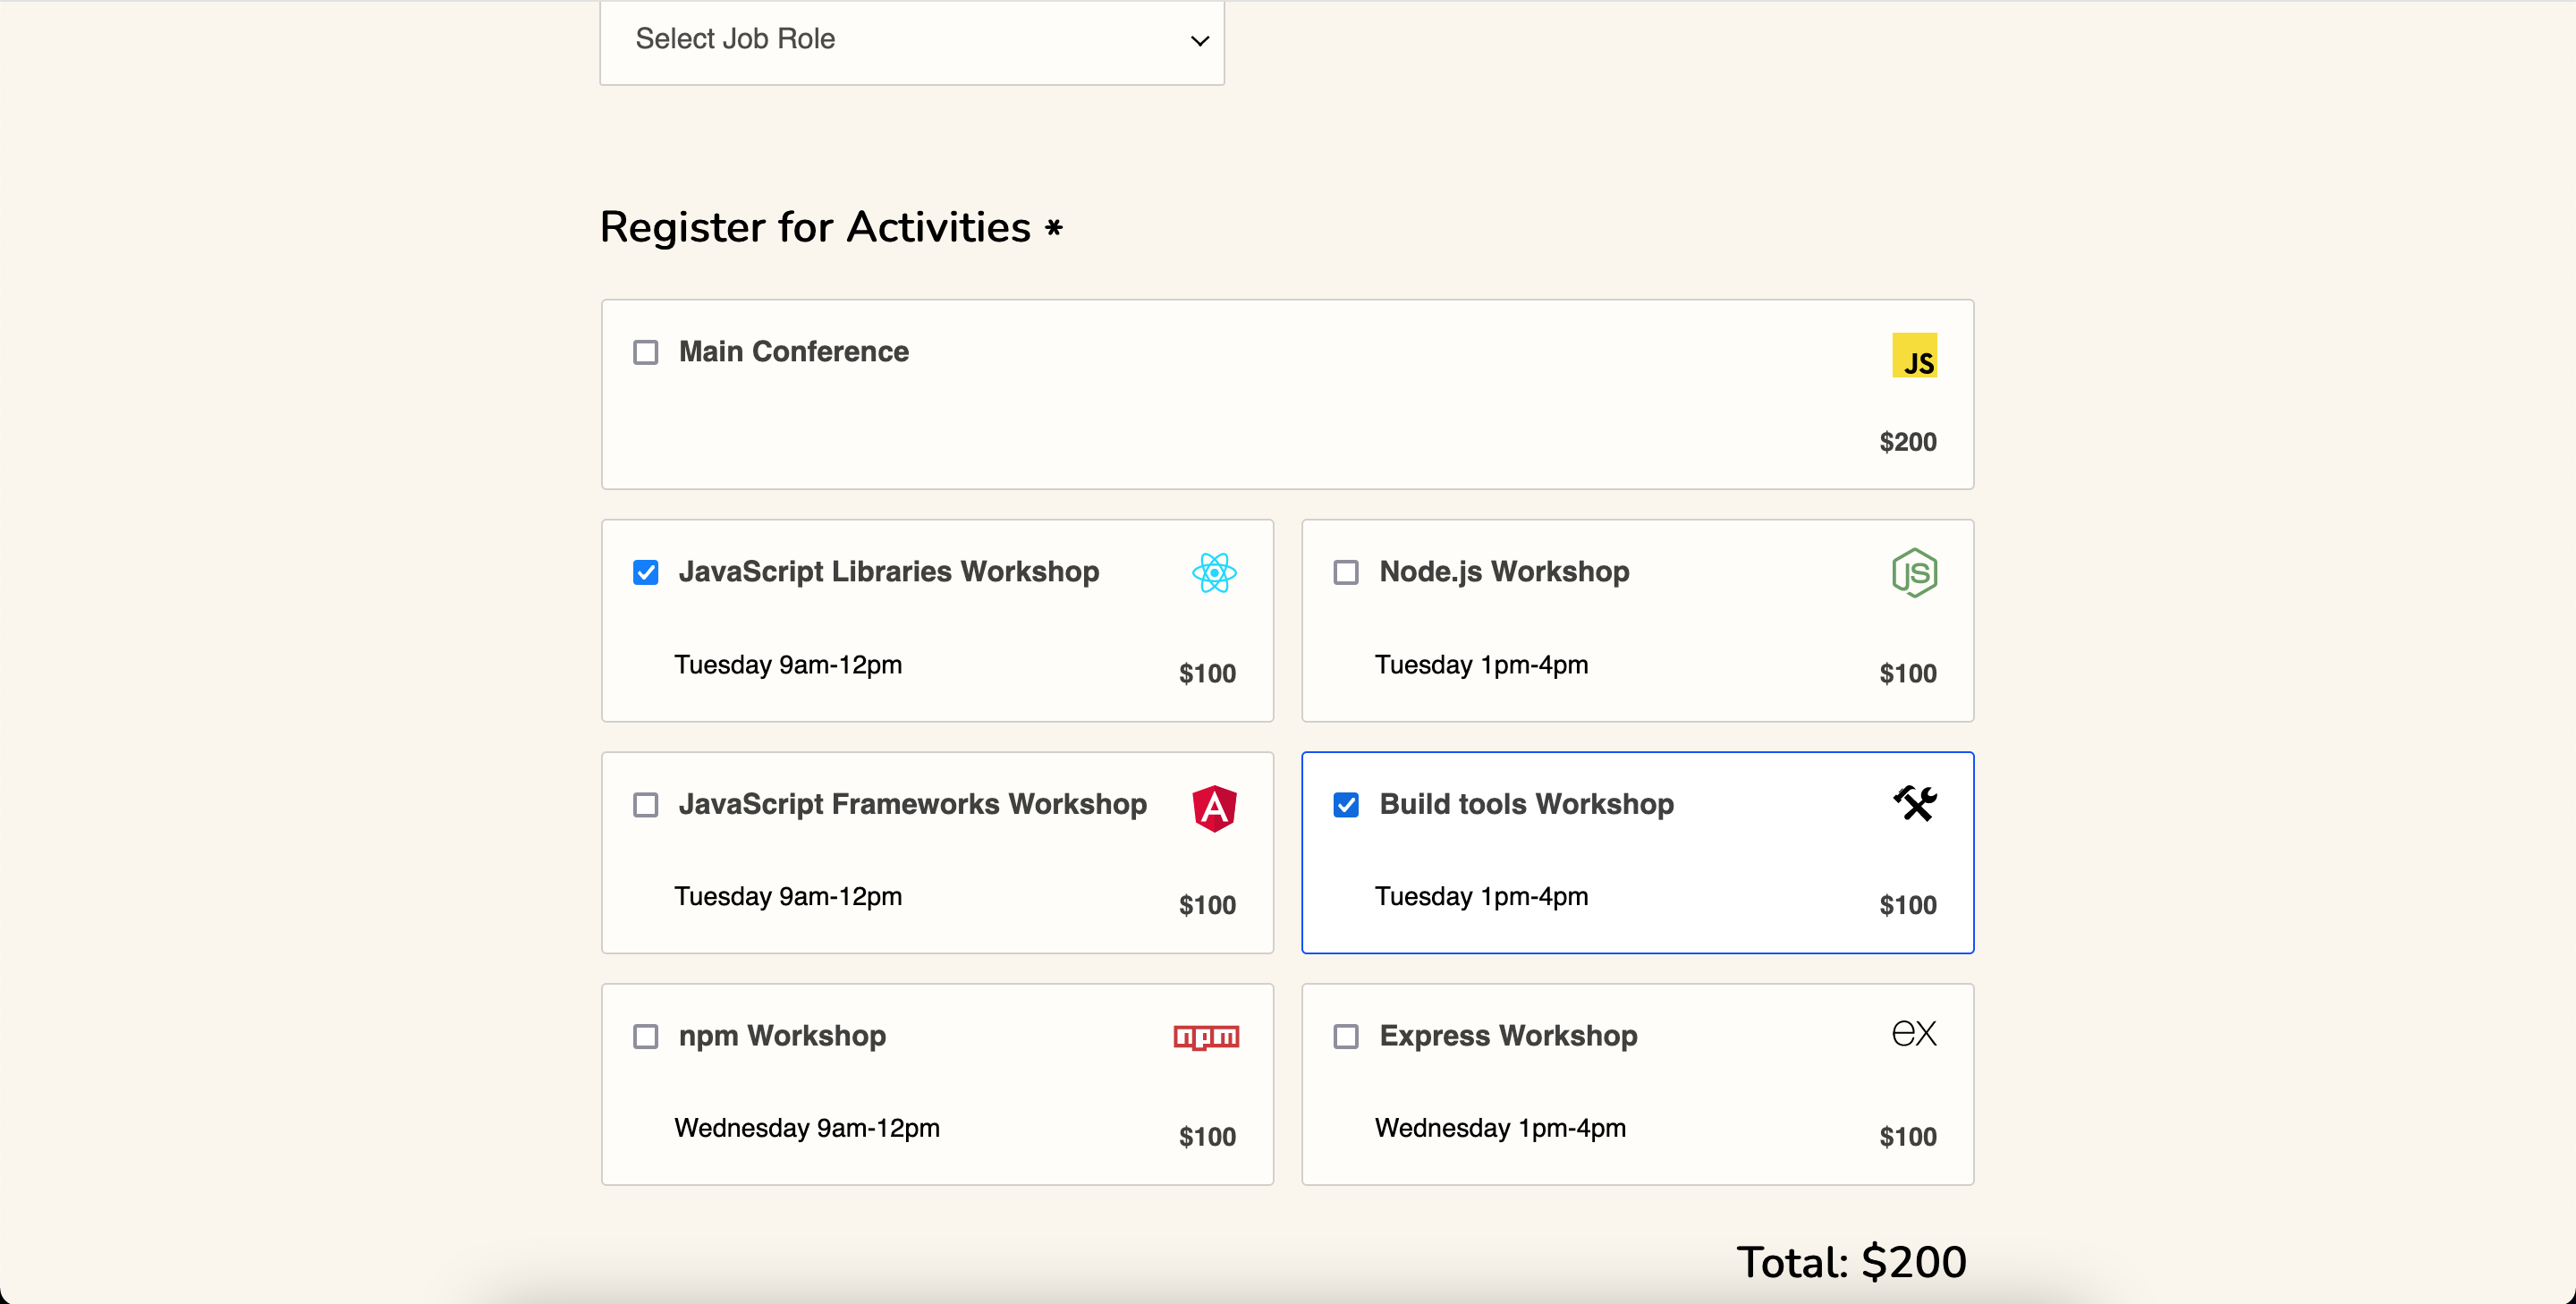 Select Job Role
Register for Activities *
Main Conference
JS
$200
JavaScript Libraries Workshop
Tuesday 9am-12pm
$100
Node.js Workshop
JS
Tuesday 1pm-4pm
$100
JavaScript Frameworks Workshop
A
Tuesday 9am-12pm
$100
Build tools Workshop
Tuesday 1pm-4pm
$100
npm Workshop
npm
Wednesday 9am-12pm
$100
Express Workshop
ex
Wednesday 1pm-4pm
$100
Total: $200